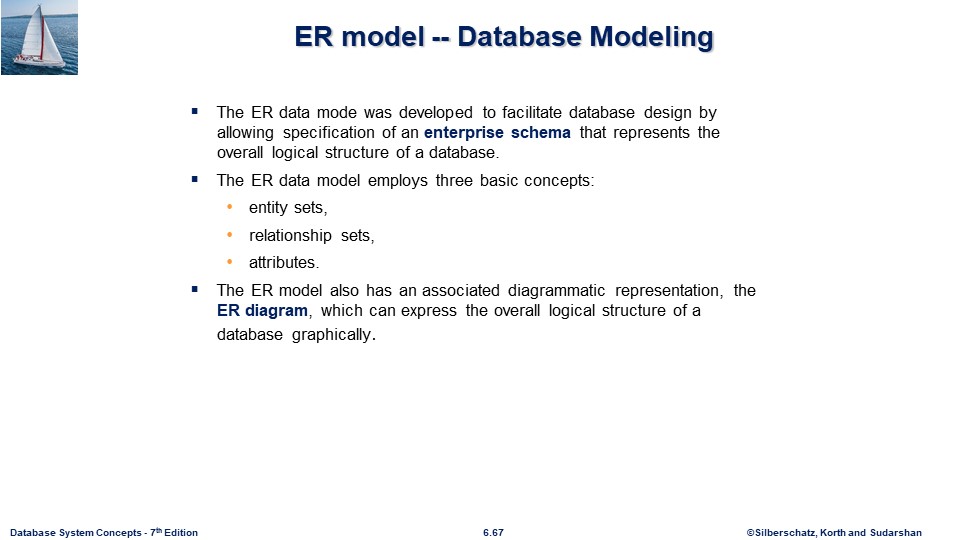 ER model -- Database Modeling
▪ The ER data mode was developed to facilitate database design by
allowing specification of an enterprise schema that represents the
overall logical structure of a database.
▪ The ER data model employs three basic concepts:
• entity sets,
• relationship sets,
• attributes.
▪ The ER model also has an associated diagrammatic representation, the
ER diagram, which can express the overall logical structure of a
database graphically.
Database System Concepts - 7th Edition 6.67 ©Silberschatz, Korth and Sudarshan